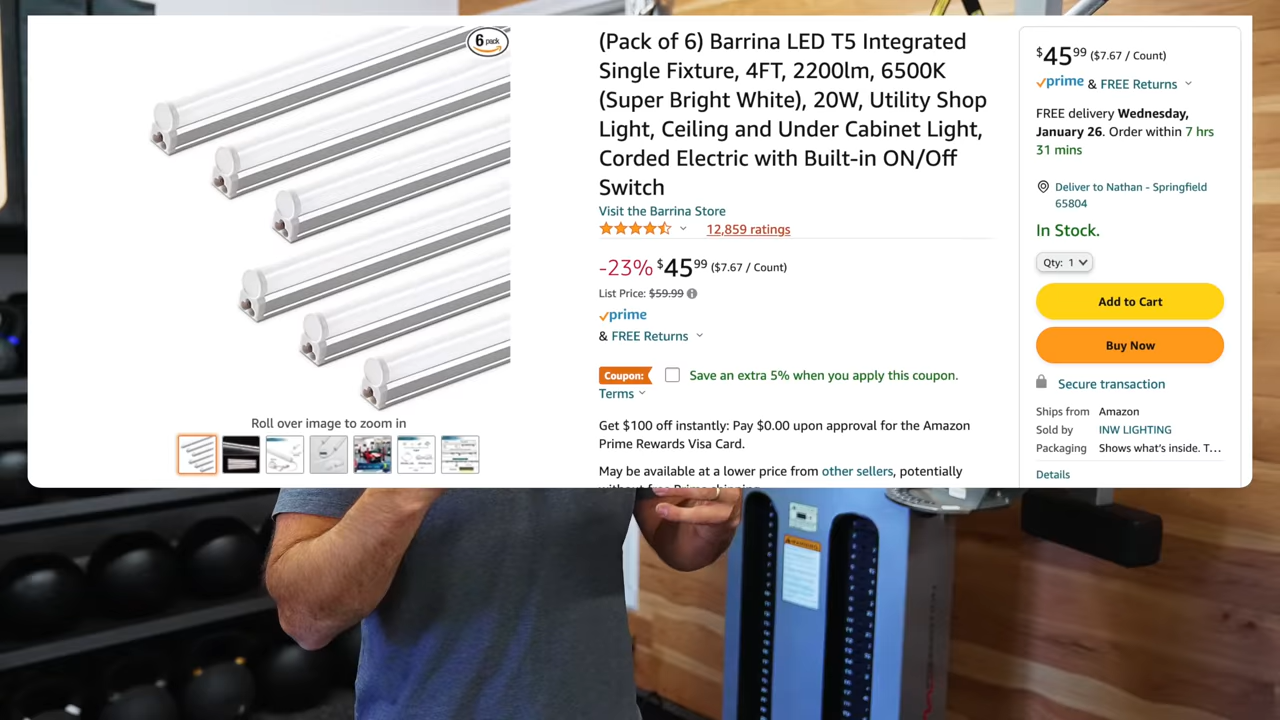 6 pack
(Pack of 6) Barrina LED T5 Integrated
Single Fixture, 4FT, 2200lm, 6500K
(Super Bright White), 20W, Utility Shop
Light, Ceiling and Under Cabinet Light,
Corded Electric with Built-in ON/Off
Switch
Visit the Barrina Store
12,859 ratings
-23% $4599 ($7.67 / Count)
List Price: $59.99
prime
& FREE Returns
Coupon: Save an extra 5% when you apply this coupon.
Terms
Get $100 off instantly: Pay $0.00 upon approval for the Amazon
Prime Rewards Visa Card.
May be available at a lower price from other sellers, potentially
without free Prime shipping.
Roll over image to zoom in
$4599 ($7.67 / Count)
prime & FREE Returns
FREE delivery Wednesday,
January 26. Order within 7 hrs
31 mins
Deliver to Nathan - Springfield
65804
In Stock.
Qty: 1
Add to Cart
Buy Now
Secure transaction
Ships from Amazon
Sold by INW LIGHTING
Packaging Shows what's inside. T…
Details
WARNING